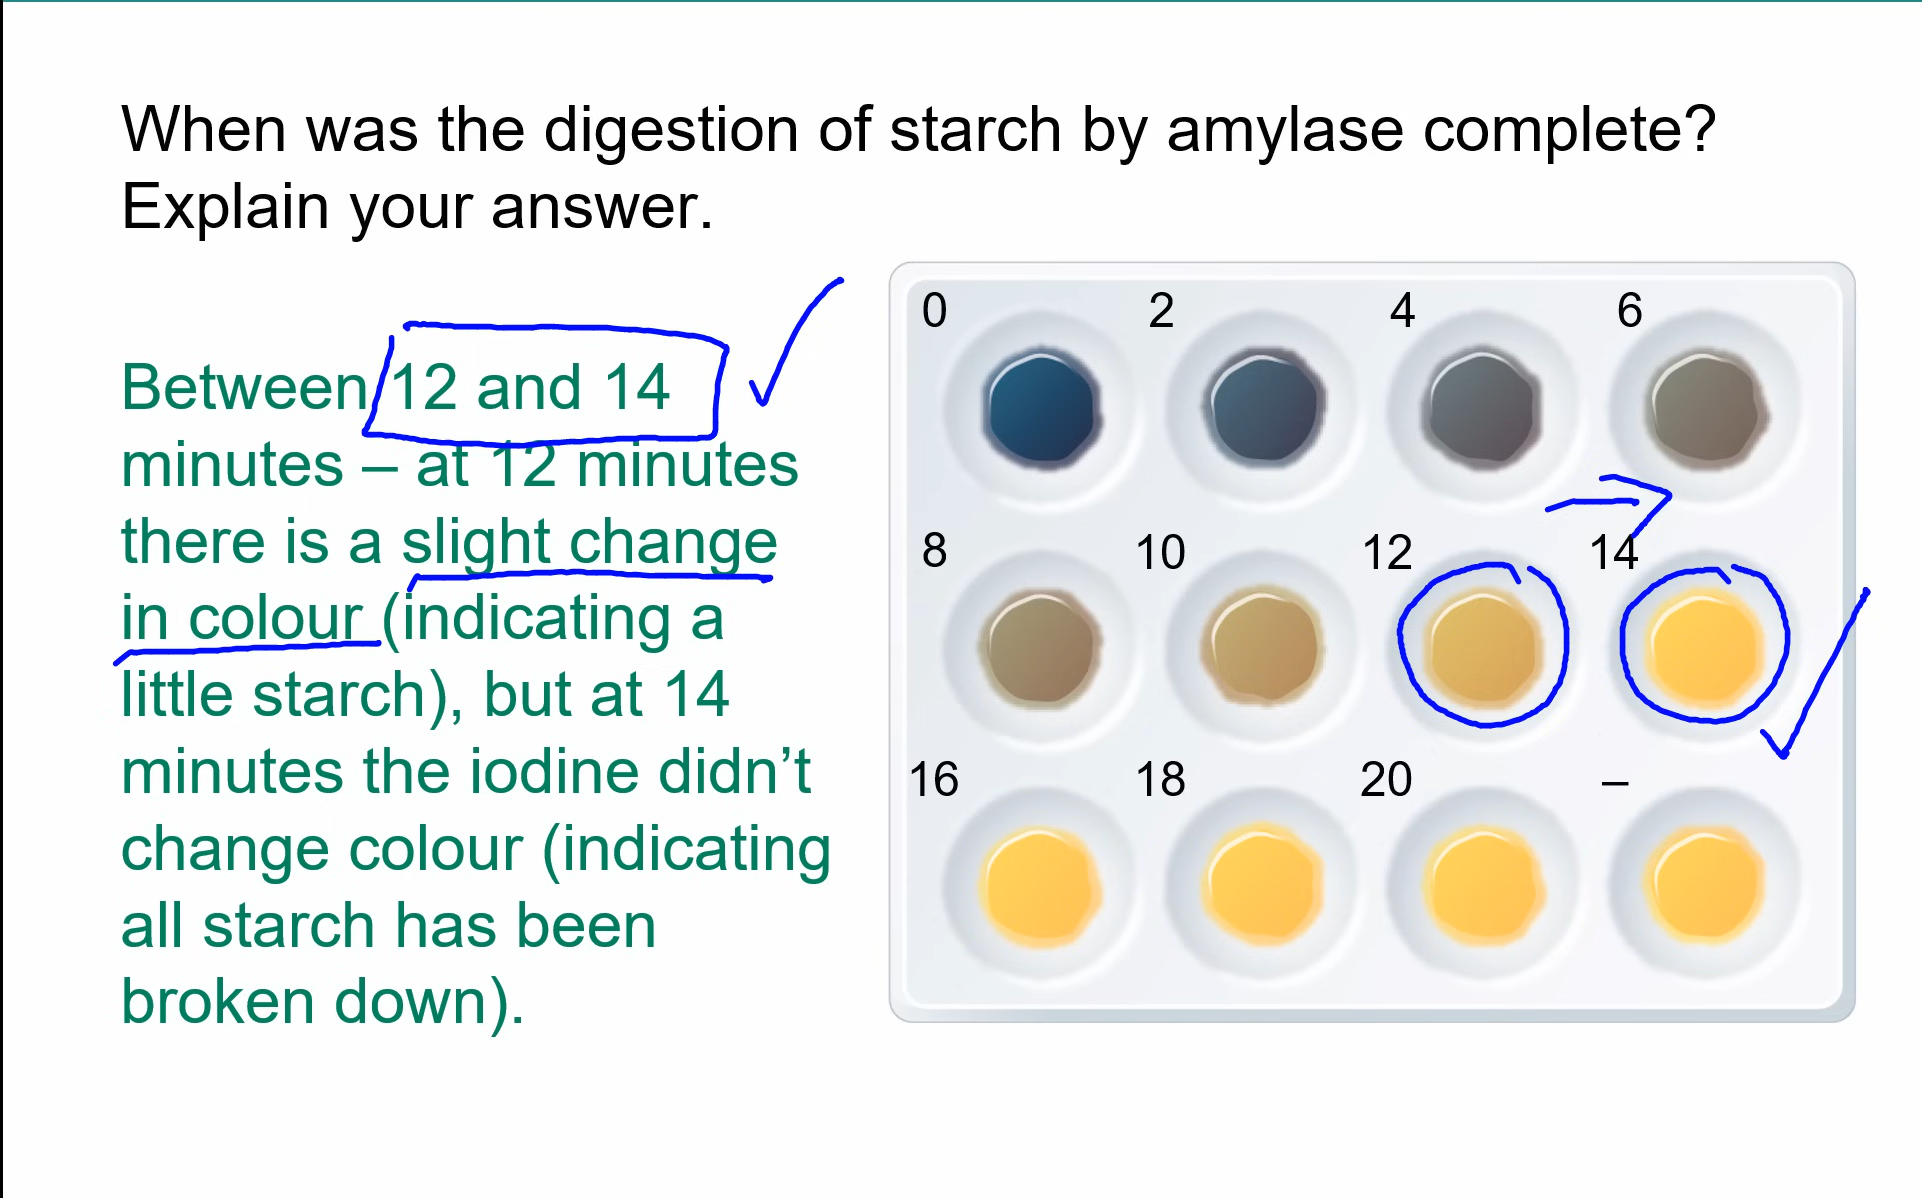 When was the digestion of starch by amylase complete?
Explain your answer.
Between 12 and 14
minutes – at 12 minutes
there is a slight change
in colour (indicating a
little starch), but at 14
minutes the iodine didn’t
change colour (indicating
all starch has been
broken down).
0 2 4 6
8 10 12 14
16 18 20 –